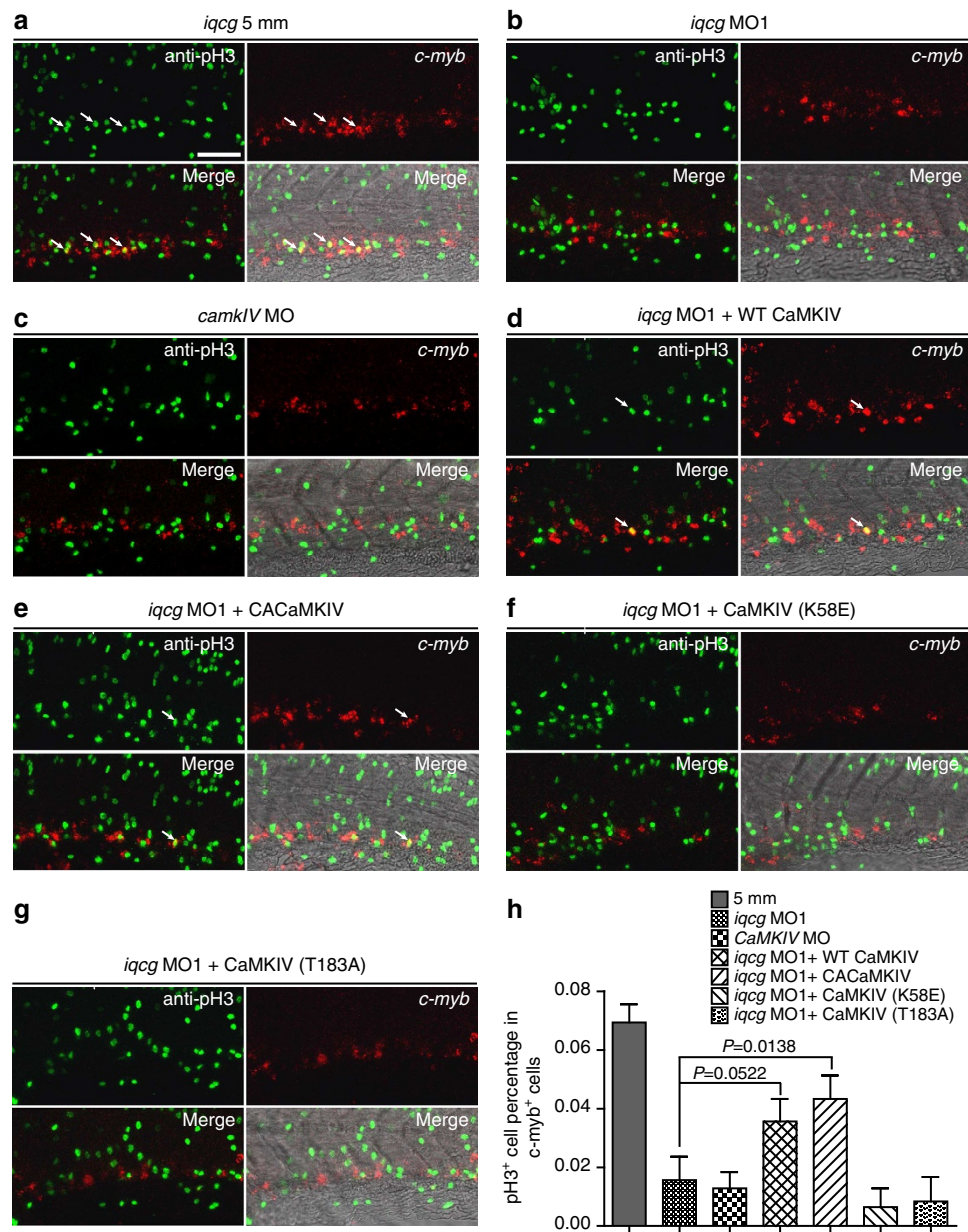 a
iqcg 5 mm
anti-pH3
c-myb
Merge
Merge
b
iqcg MO1
anti-pH3
c-myb
Merge
Merge
c
camkIV MO
anti-pH3
c-myb
Merge
Merge
d
iqcg MO1 + WT CaMKIV
anti-pH3
c-myb
Merge
Merge
e
iqcg MO1 + CACaMKIV
anti-pH3
c-myb
Merge
Merge
f
iqcg MO1 + CaMKIV (K58E)
anti-pH3
c-myb
Merge
Merge
g
iqcg MO1 + CaMKIV (T183A)
anti-pH3
c-myb
Merge
Merge
h
5 mm
iqcg MO1
CaMKIV MO
iqcg MO1+ WT CaMKIV
iqcg MO1+ CACaMKIV
iqcg MO1+ CaMKIV (K58E)
iqcg MO1+ CaMKIV (T183A)
pH3+ cell percentage in
c-myb+ cells
0.08
0.06
0.04
0.02
0.00
P=0.0138
P=0.0522